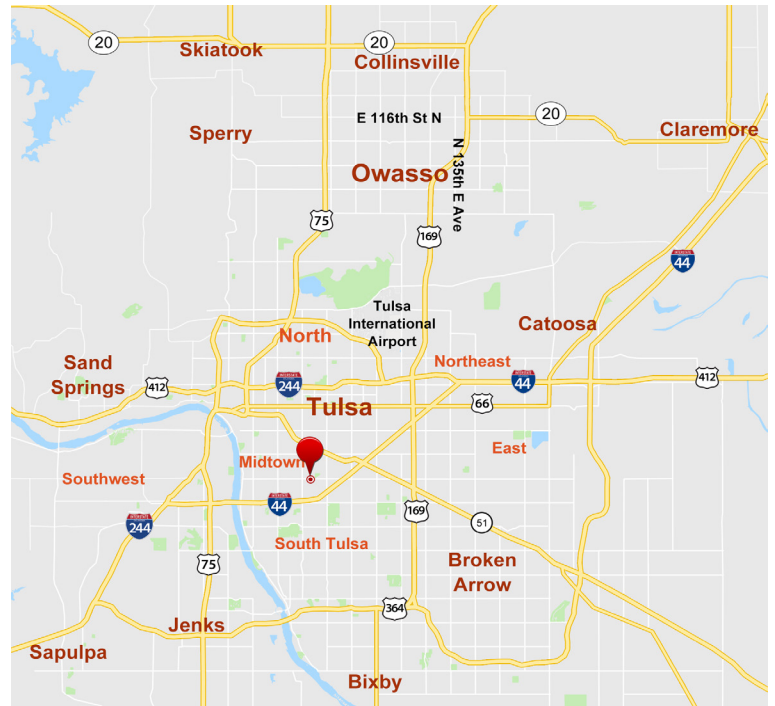 20
Skiatook
20
Collinsville
E 116th St N
20
Sperry
Claremore
N 135th E Ave
Owasso
75
169
44
Tulsa
International
Airport
Catoosa
North
Northeast
Sand
Springs
412
244
44
412
Tulsa
66
East
Midtown
Southwest
44
244
169
51
South Tulsa
75
Broken
Arrow
364
Jenks
Sapulpa
Bixby